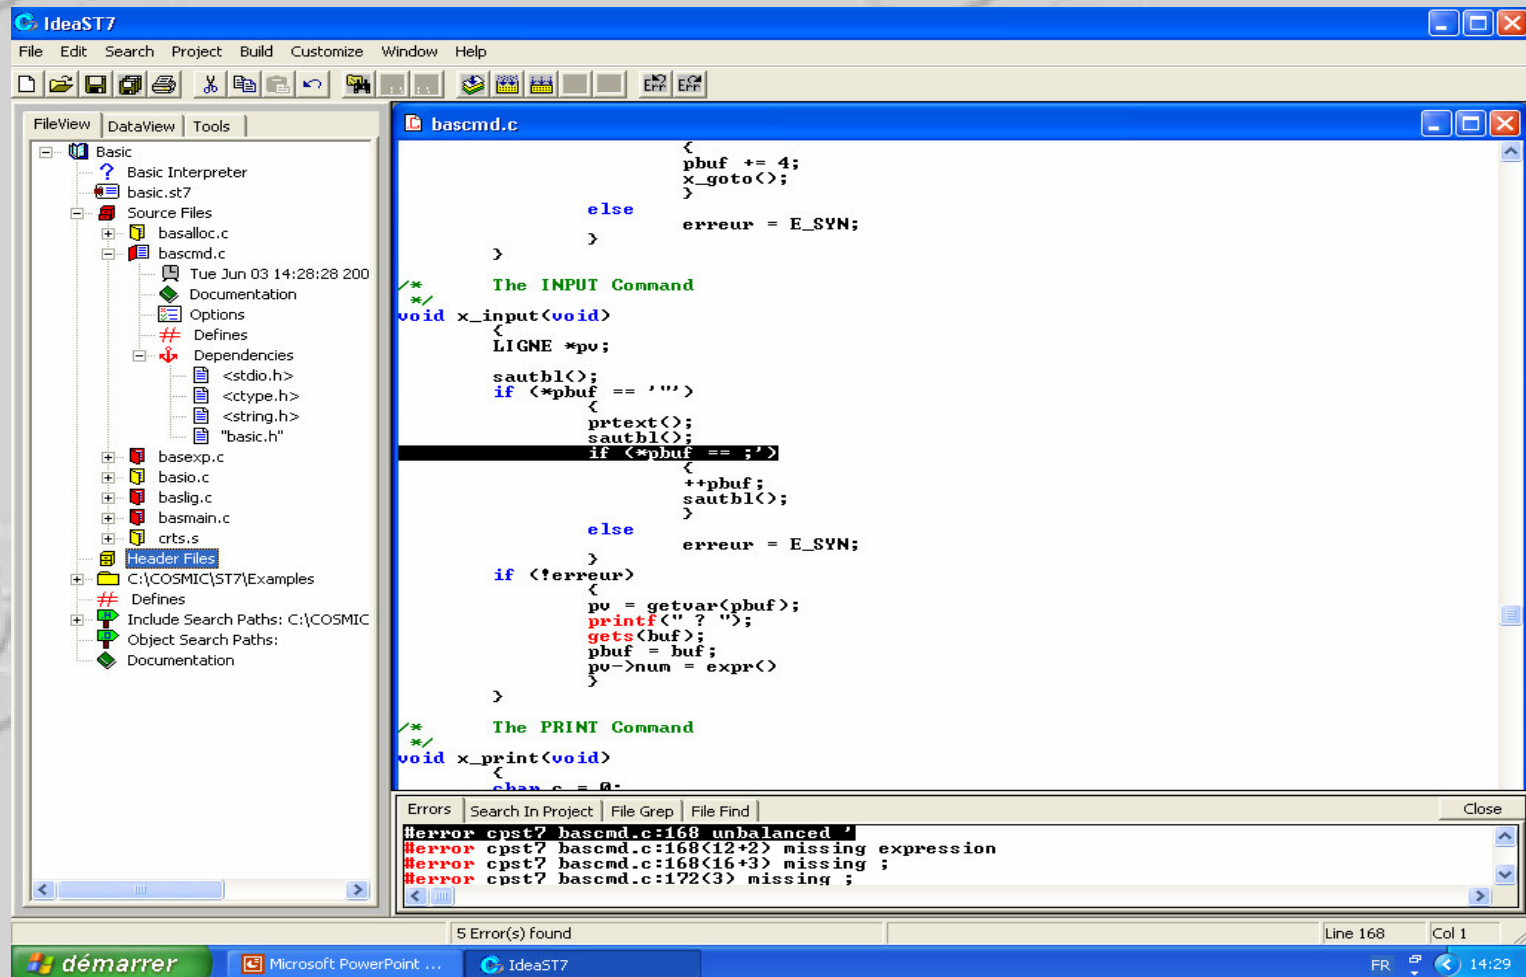 IdeaST7
File Edit Search Project Build Customize Window Help
ERR ERR
FileView DataView Tools
Basic
? Basic Interpreter
basic.st7
Source Files
basalloc.c
bascmd.c
Tue Jun 03 14:28:28 200
Documentation
Options
# Defines
Dependencies
<stdio.h>
<ctype.h>
<string.h>
"basic.h"
basexp.c
basio.c
baslig.c
basmain.c
crts.s
Header Files
C:\COSMIC\ST7\Examples
# Defines
Include Search Paths: C:\COSMIC
Object Search Paths:
Documentation
bascmd.c
{
pbuf += 4;
x_goto();
}
else
erreur = E_SYN;
}
}
/* The INPUT Command
*/
void x_input(void)
{
LIGNE *pv;
sautbl();
if (*pbuf == '"')
{
prtext();
sautbl();
if (*pbuf == ;')
{
++pbuf;
sautbl();
}
else
erreur = E_SYN;
}
if (!erreur)
{
pv = getvar(pbuf);
printf(" ? ");
gets(buf);
pbuf = buf;
pv->num = expr()
}
}
/* The PRINT Command
*/
void x_print(void)
{
char c = 0;
Errors Search In Project File Grep File Find Close
#error cpst7 bascmd.c:168 unbalanced '
#error cpst7 bascmd.c:168(12+2) missing expression
#error cpst7 bascmd.c:168(16+3) missing ;
#error cpst7 bascmd.c:172(3) missing ;
5 Error(s) found Line 168 Col 1
démarrer Microsoft PowerPoint ... IdeaST7 FR 14:29